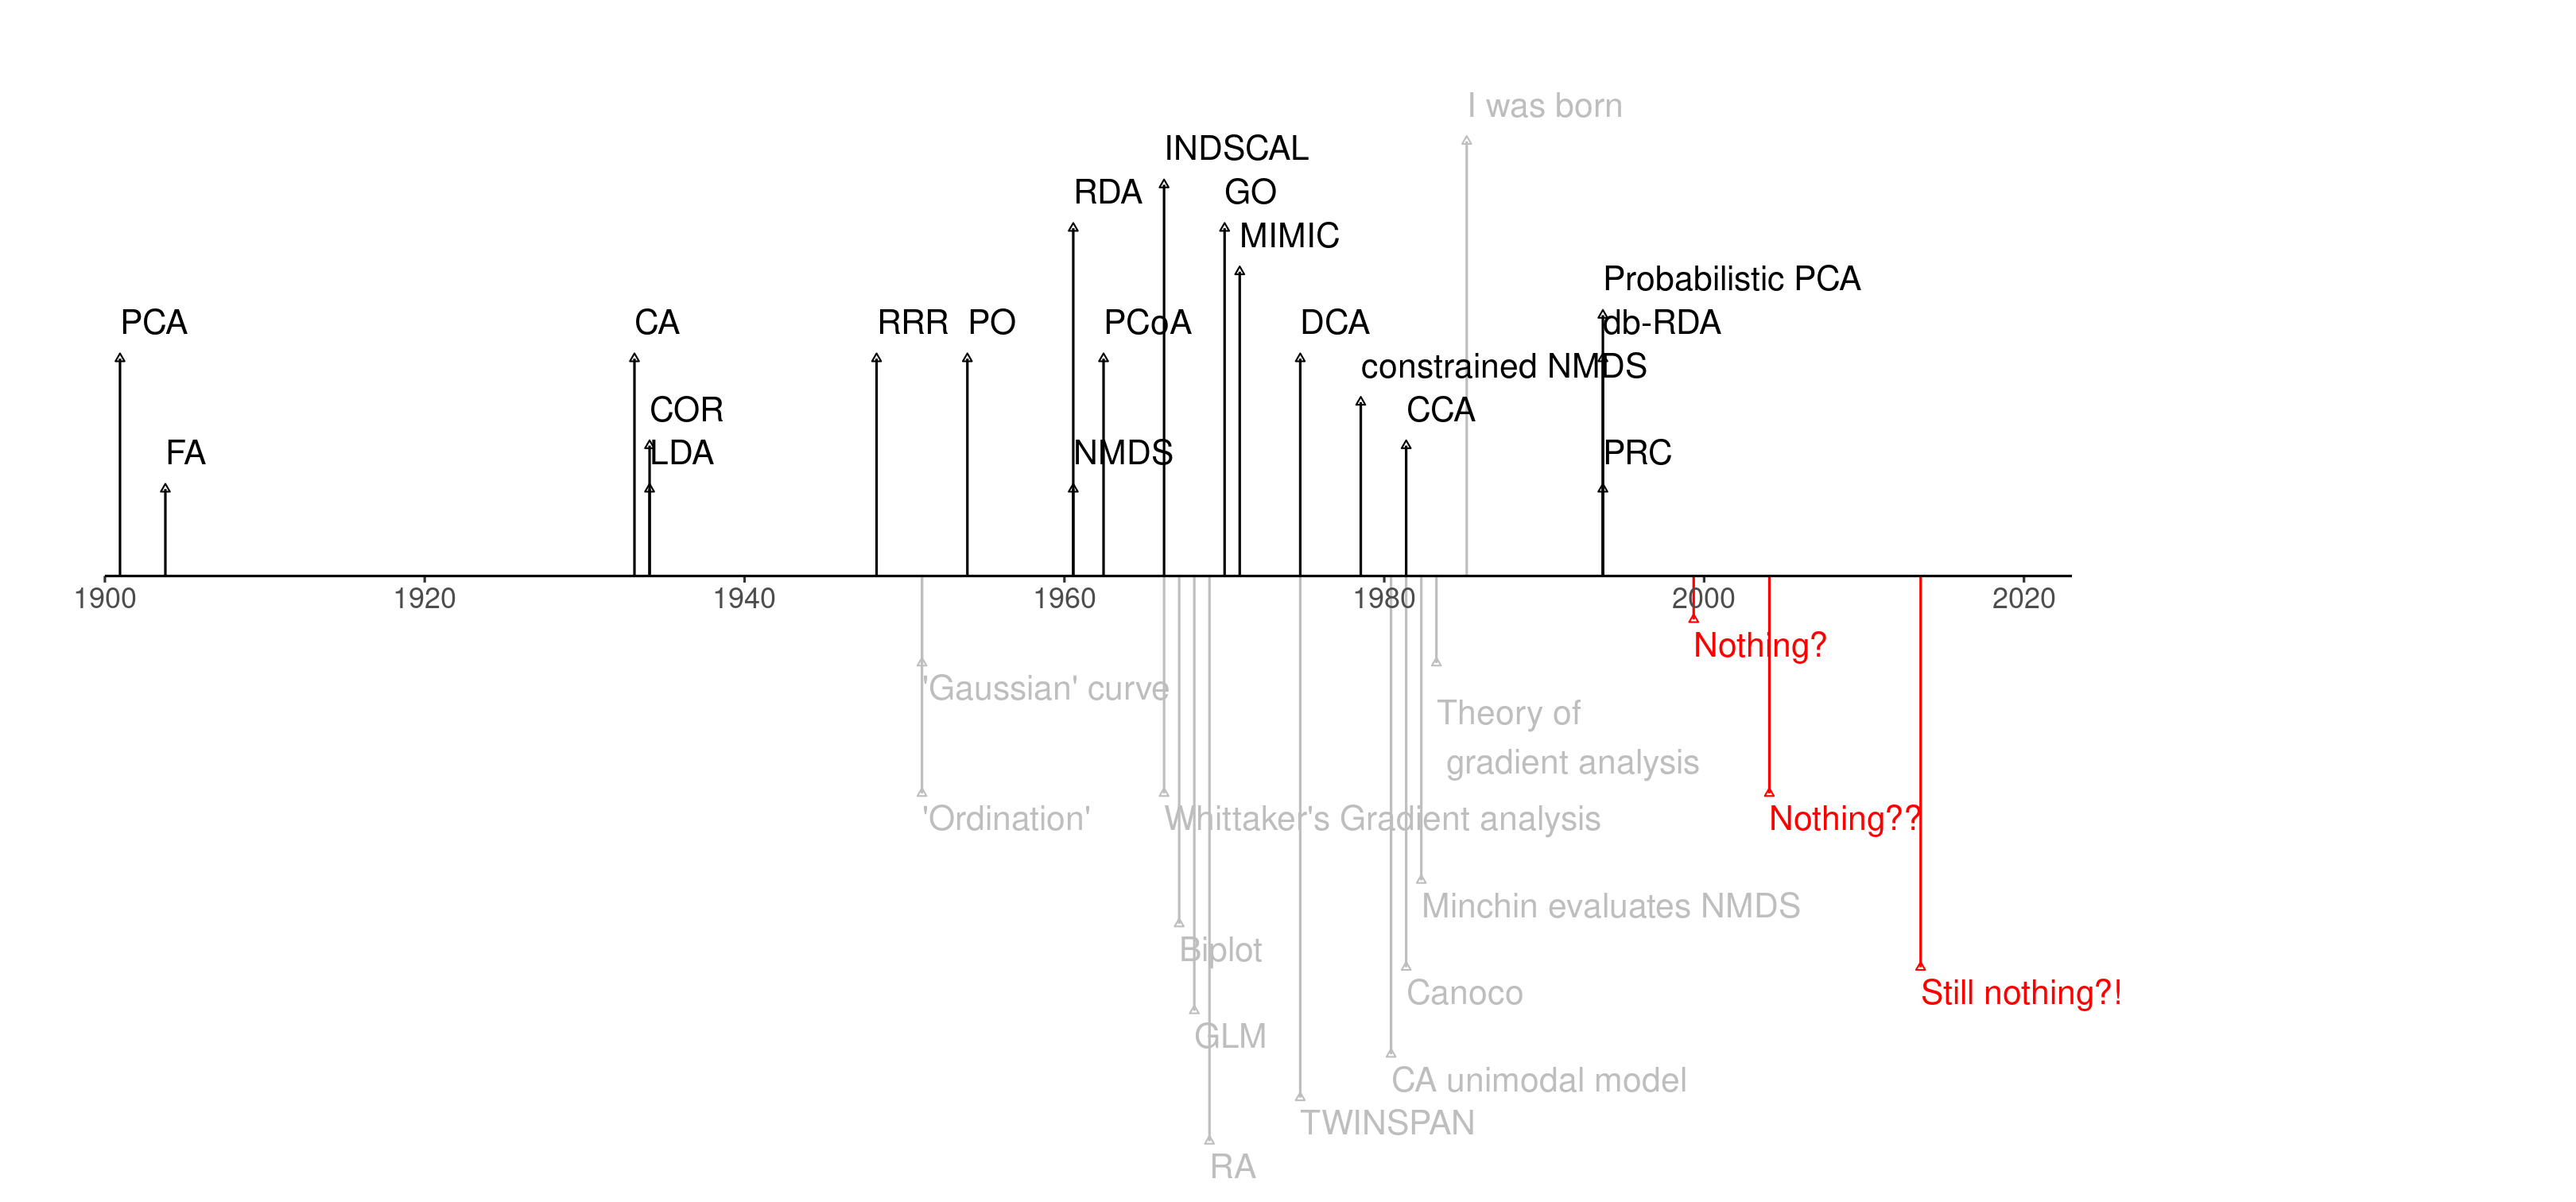 I was born
INDSCAL
RDA
GO
MIMIC
Probabilistic PCA
PCA
CA
RRR
PO
PCoA
DCA
db-RDA
constrained NMDS
COR
CCA
FA
LDA
NMDS
PRC
1900
1920
1940
1960
1980
2000
2020
Nothing?
'Gaussian' curve
Theory of
gradient analysis
'Ordination'
Whittaker's Gradient analysis
Nothing??
Minchin evaluates NMDS
Biplot
Canoco
Still nothing?!
GLM
CA unimodal model
TWINSPAN
RA